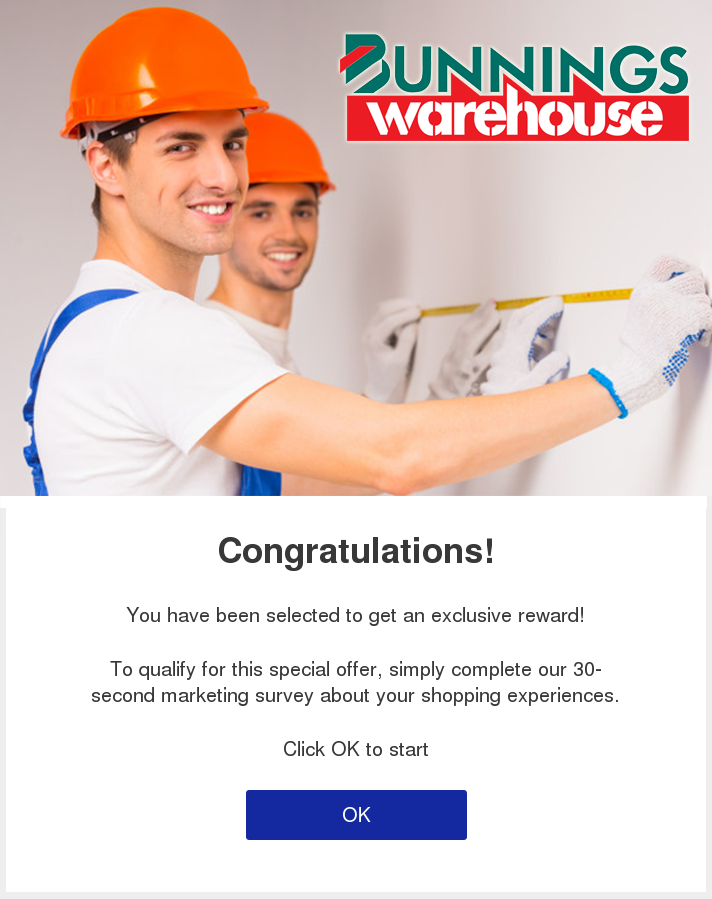 BUNNINGS
warehouse
Congratulations!
You have been selected to get an exclusive reward!
To qualify for this special offer, simply complete our 30-
second marketing survey about your shopping experiences.
Click OK to start
OK